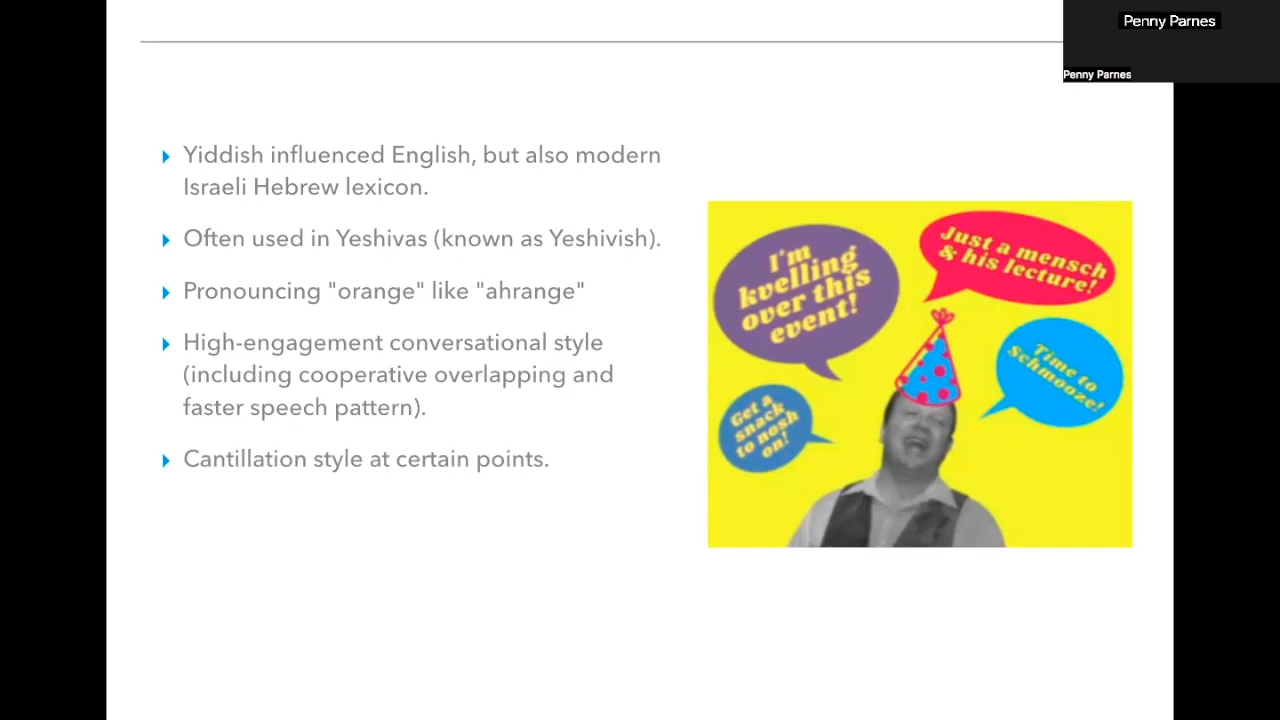 Penny Parnes
Penny Parnes
Yiddish influenced English, but also modern
Israeli Hebrew lexicon.
Often used in Yeshivas (known as Yeshivish).
Pronouncing "orange" like "ahrange"
High-engagement conversational style
(including cooperative overlapping and
faster speech pattern).
Cantillation style at certain points.
I'm
kvelling
over this
event!
Just a mensch
& his lecture!
Time to
Schmooze!
Get a
snack
to nosh
on!